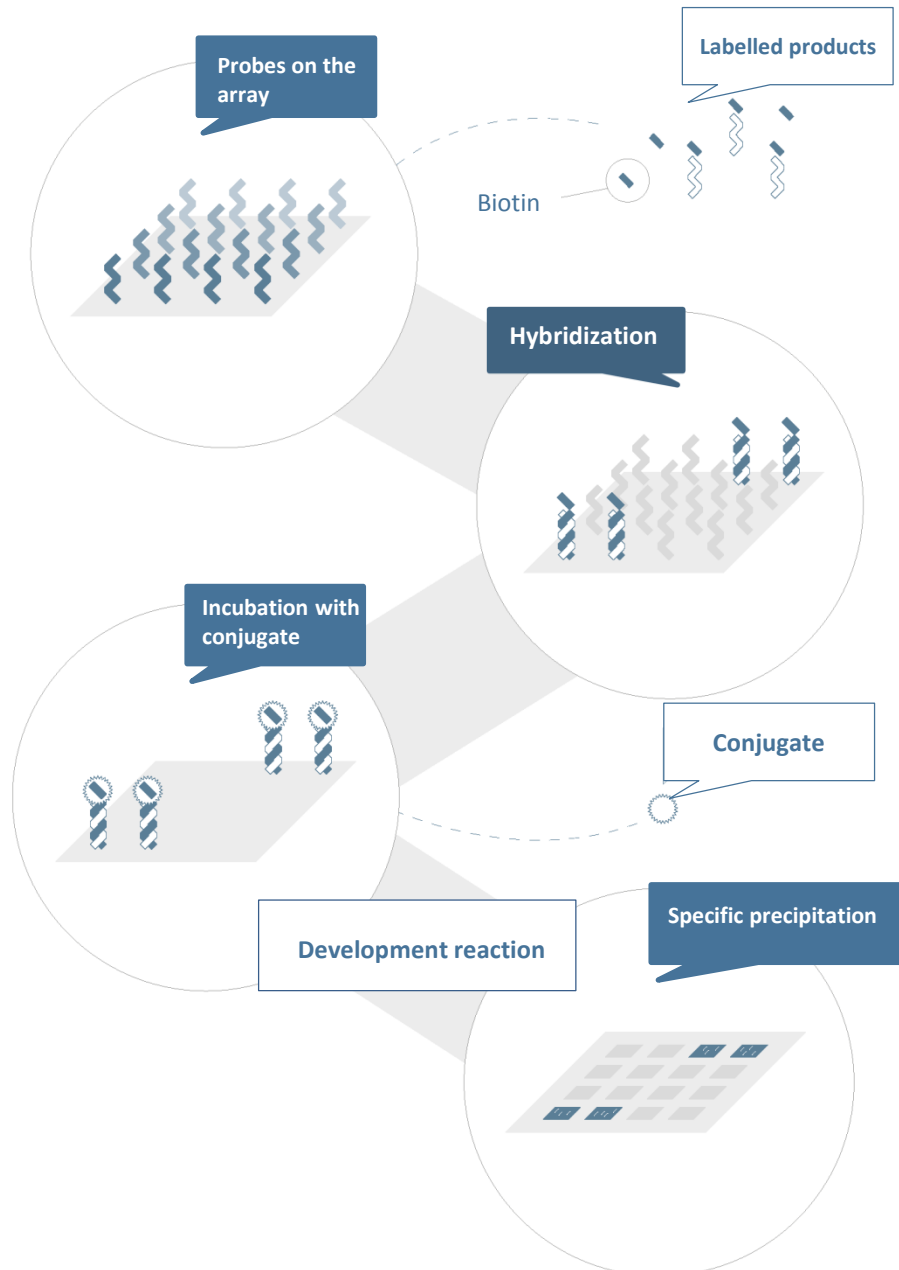 Probes on the
array
Labelled products
Biotin
Hybridization
Incubation with
conjugate
Conjugate
Development reaction
Specific precipitation